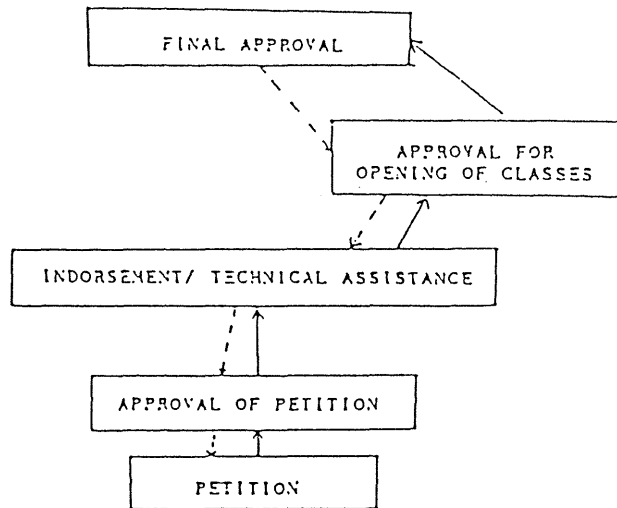 FINAL APPROVAL
APPROVAL FOR
OPENING OF CLASSES
INDORSEMENT/ TECHNICAL ASSISTANCE
APPROVAL OF PETITION
PETITION